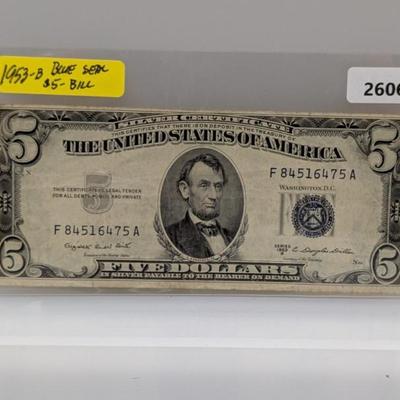 1953-B BLUE SEAL
$5- BILL
2606
SILVER CERTIFICATE
THIS CERTIFIES THAT THERE IS ON DEPOSIT IN THE TREASURY OF
5 THE UNITED STATES OF AMERICA 5
F 84516475 A
THIS CERTIFICATE IS LEGAL TENDER
FOR ALL DEBTS, PUBLIC AND PRIVATE
WASHINGTON, D.C.
5
F 84516475 A
SERIES
1953
5 FIVE DOLLARS 5
IN SILVER PAYABLE TO THE BEARER ON DEMAND